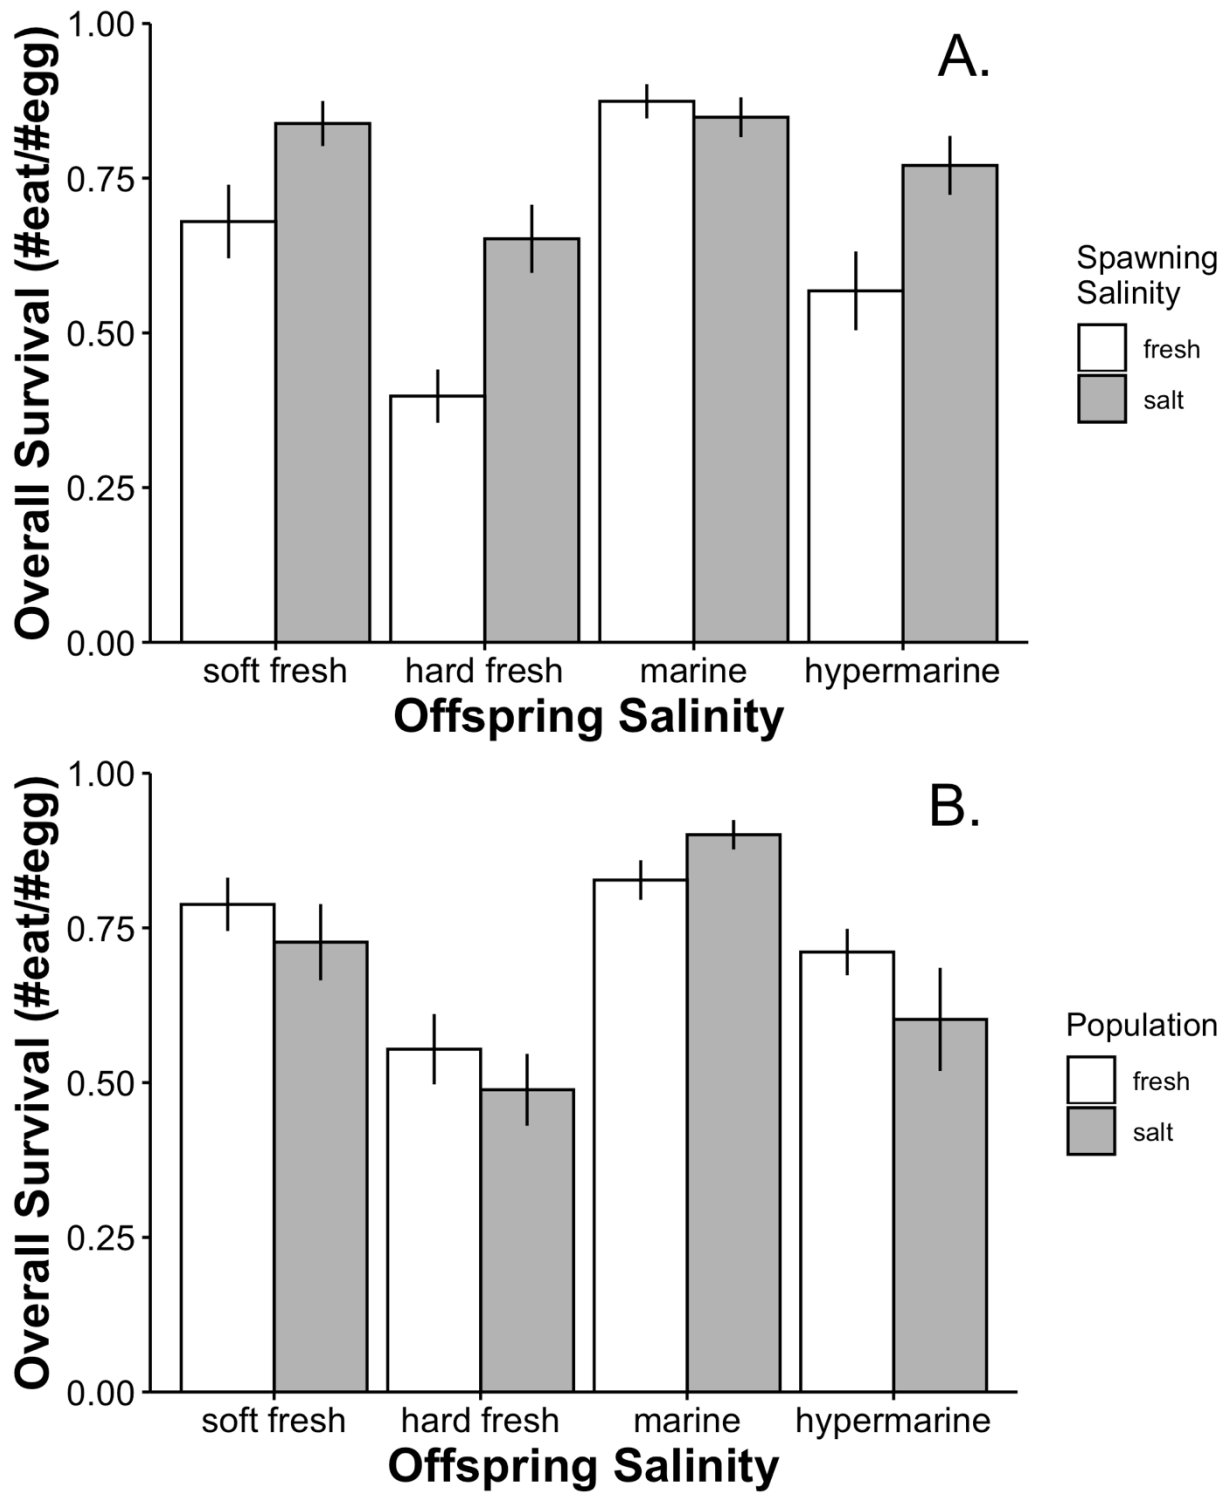 A.
Overall Survival (#eat/#egg)
1.00
0.75
0.50
0.25
0.00
soft fresh hard fresh marine hypermarine
Offspring Salinity
Spawning
Salinity
fresh
salt
B.
Overall Survival (#eat/#egg)
1.00
0.75
0.50
0.25
0.00
soft fresh hard fresh marine hypermarine
Offspring Salinity
Population
fresh
salt